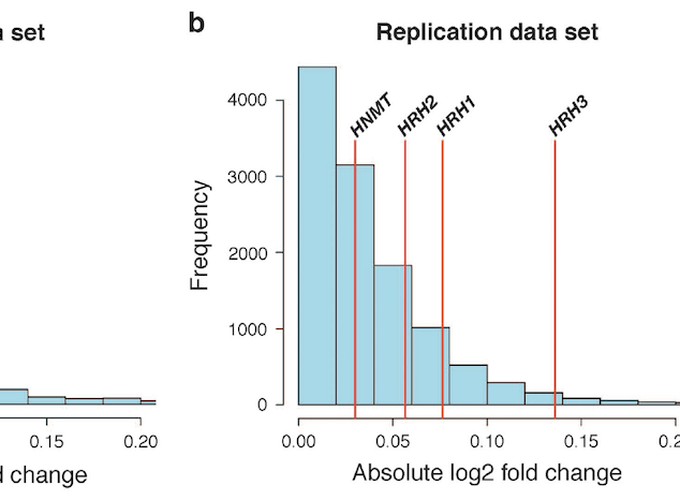 b
set
Replication data set
HNMT
HRH2
HRH1
HRH3
4000
3000
2000
1000
0
Frequency
0.00
0.05
0.10
0.15
0.15
0.20
change
Absolute log2 fold change